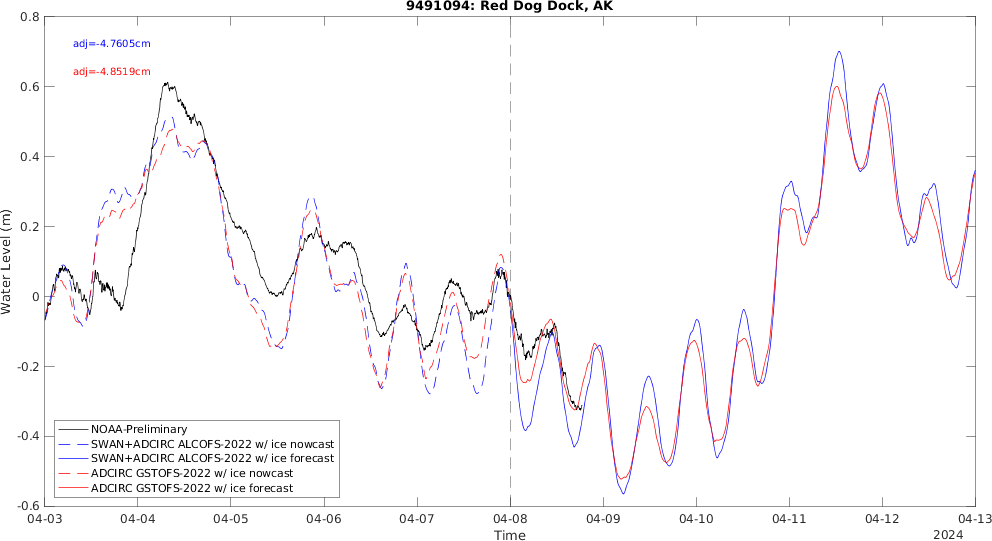 9491094: Red Dog Dock, AK
adj=-4.7605cm
adj=-4.8519cm
Water Level (m)
0.8
0.6
0.4
0.2
0
-0.2
-0.4
-0.6
NOAA-Preliminary
SWAN+ADCIRC ALCOFS-2022 w/ ice nowcast
SWAN+ADCIRC ALCOFS-2022 w/ ice forecast
ADCIRC GSTOFS-2022 w/ ice nowcast
ADCIRC GSTOFS-2022 w/ ice forecast
04-03 04-04 04-05 04-06 04-07 04-08 04-09 04-10 04-11 04-12 04-13
Time
2024